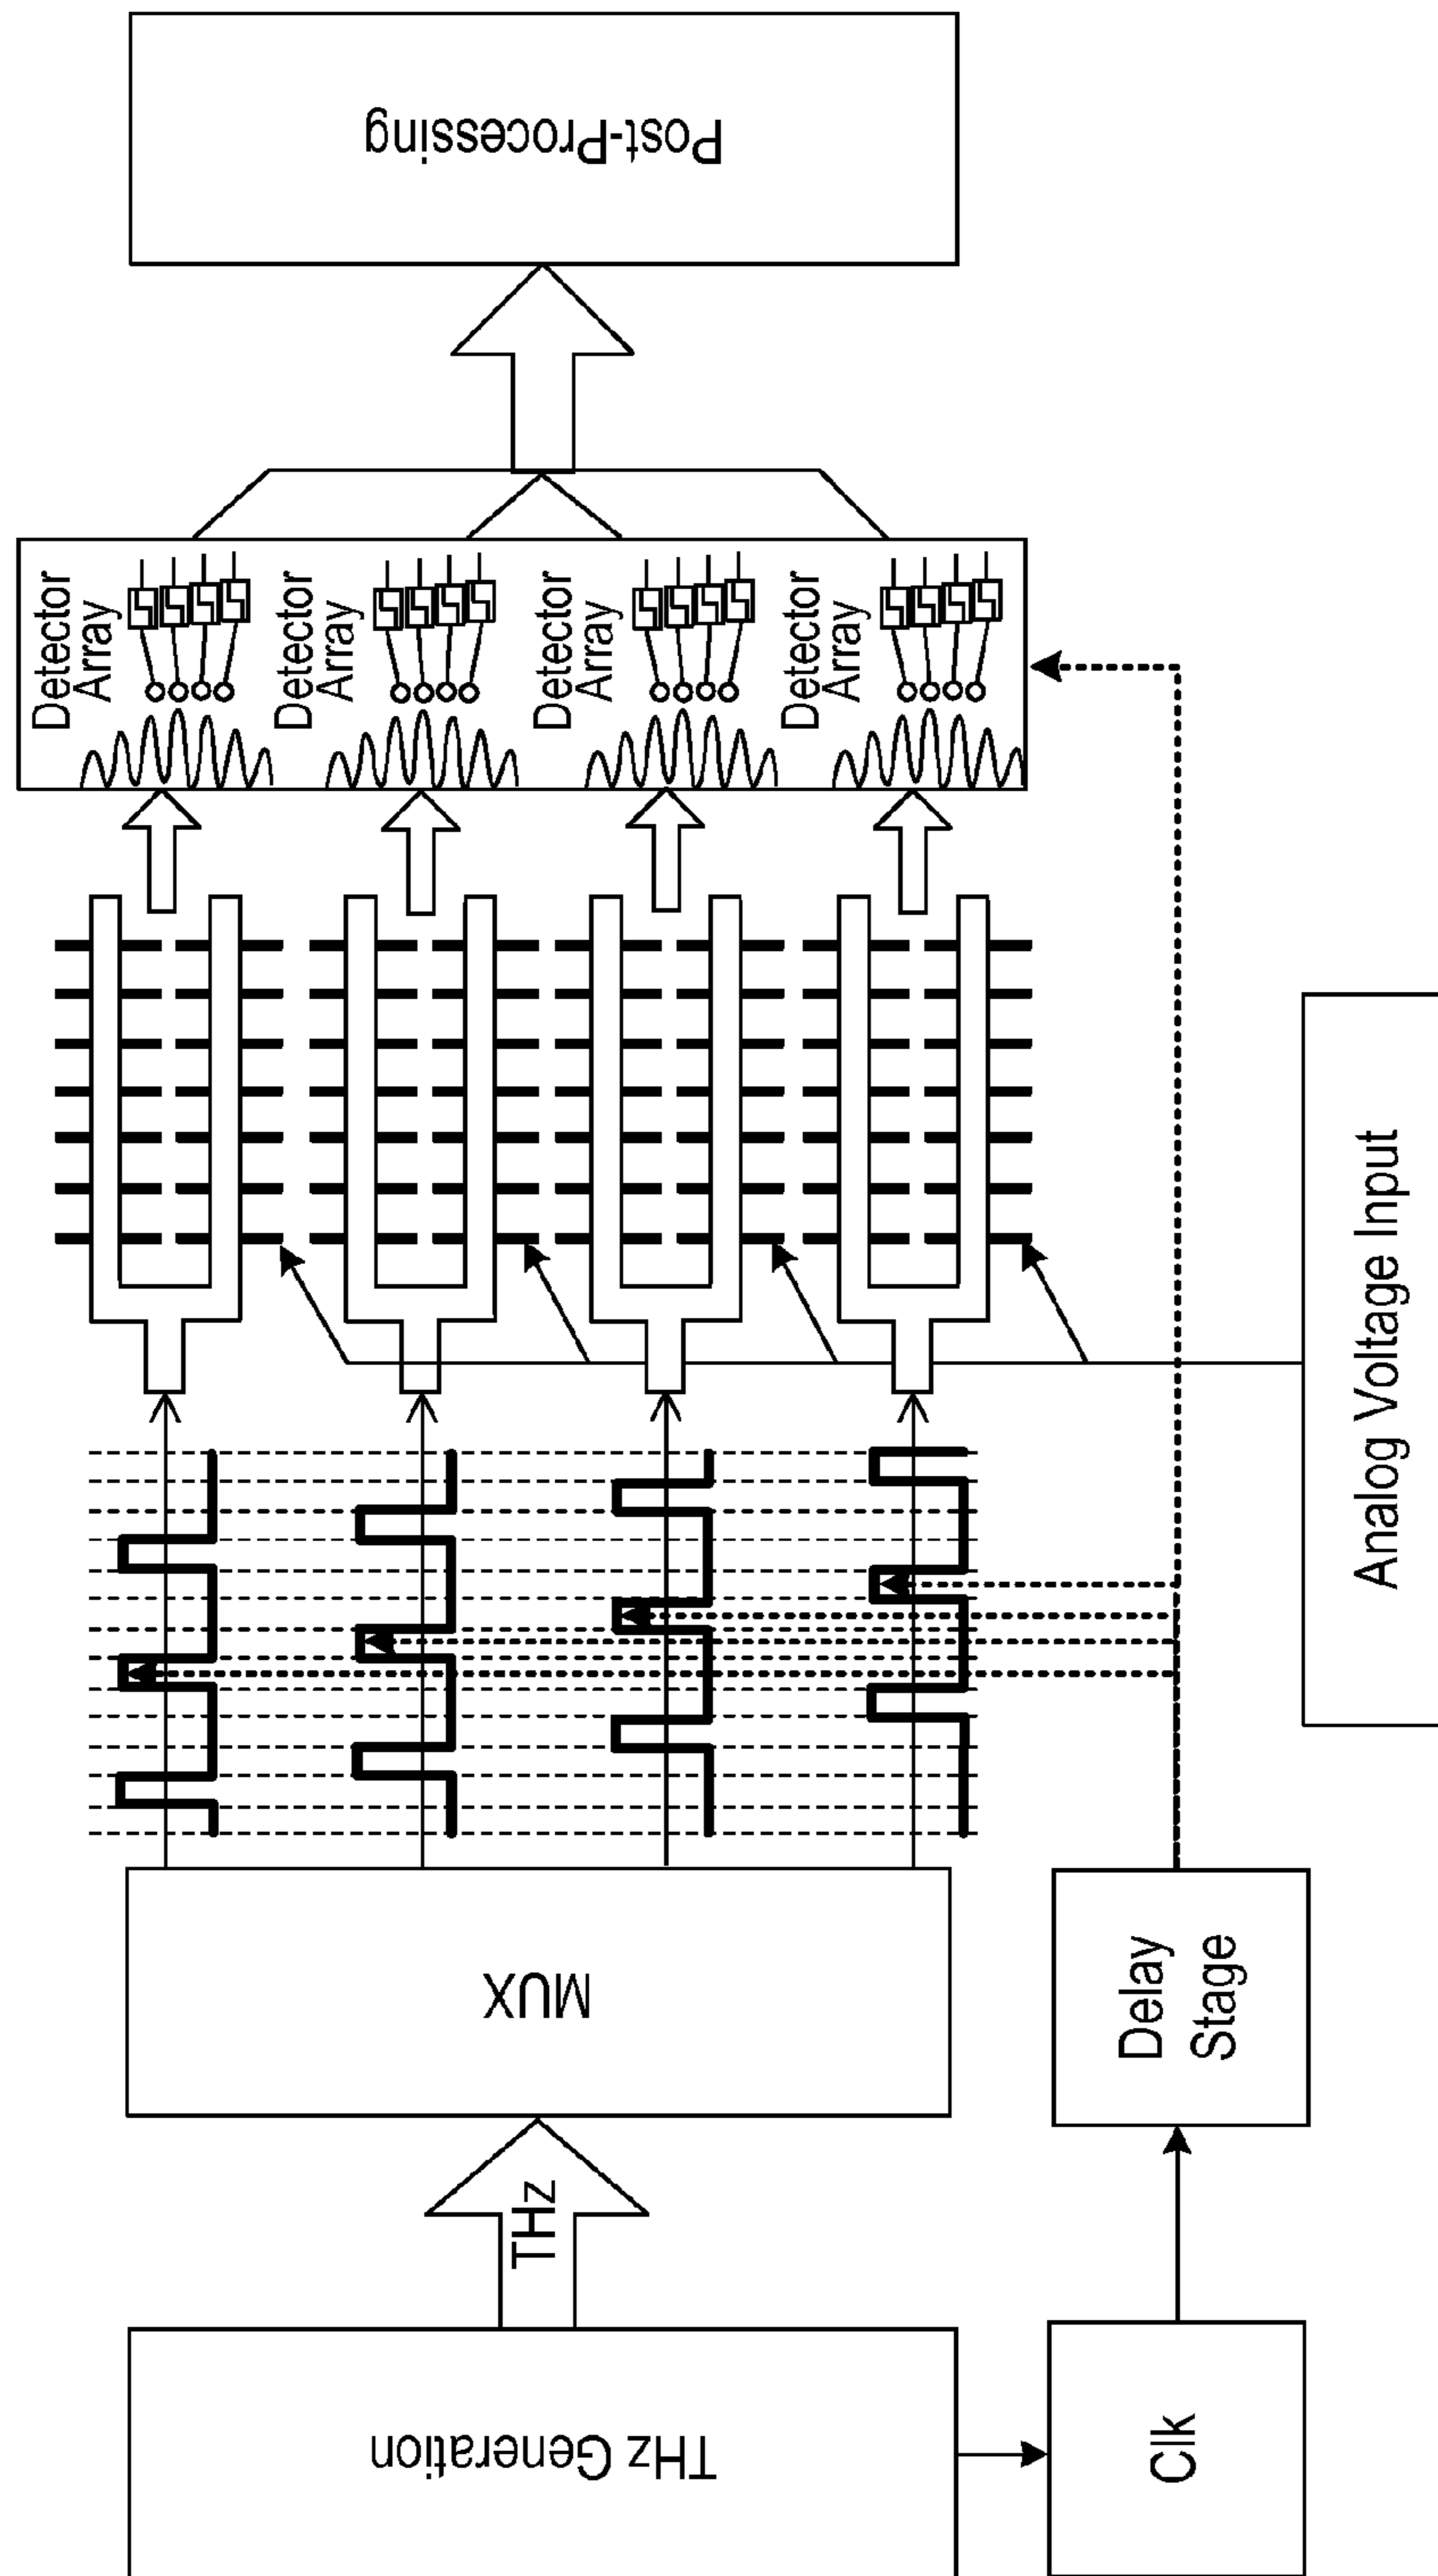 THz Generation
THz
MUX
Clk
Delay
Stage
Analog Voltage Input
Detector
Array
Detector
Array
Detector
Array
Detector
Array
Post-Processing